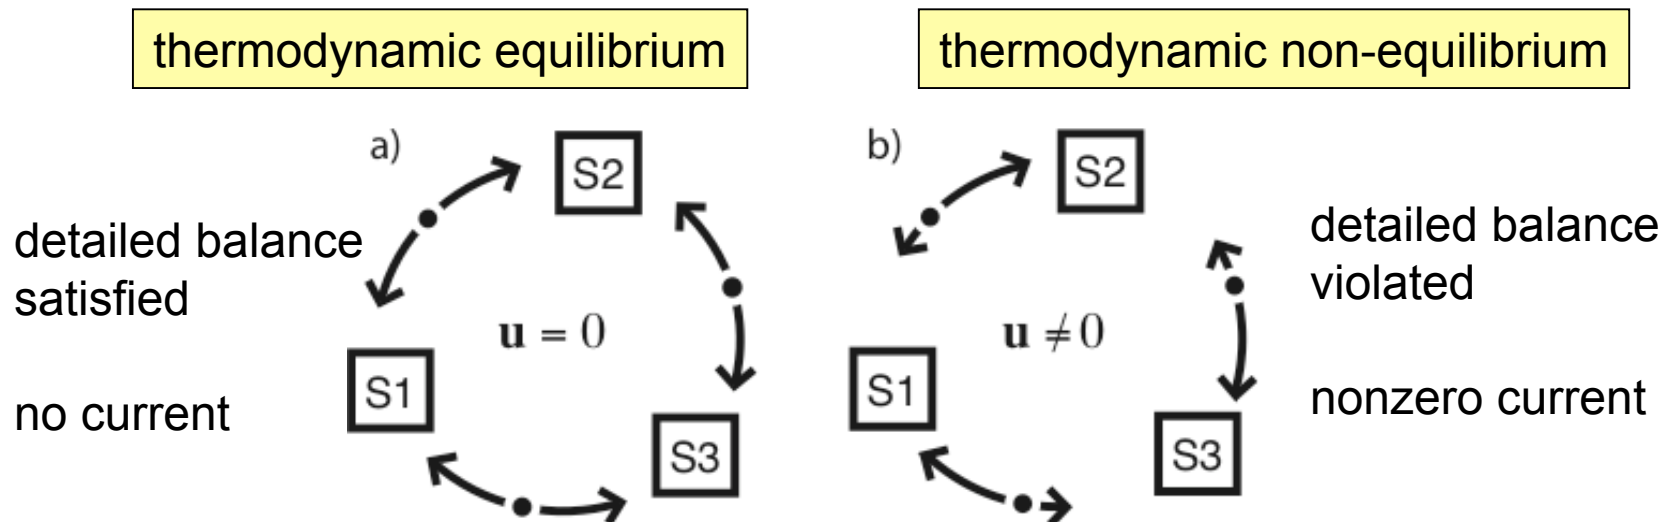 thermodynamic equilibrium
a)
S2
detailed balance
satisfied
u = 0
S1
no current
S3
thermodynamic non-equilibrium
b)
S2
detailed balance
violated
u ≠ 0
S1
nonzero current
S3